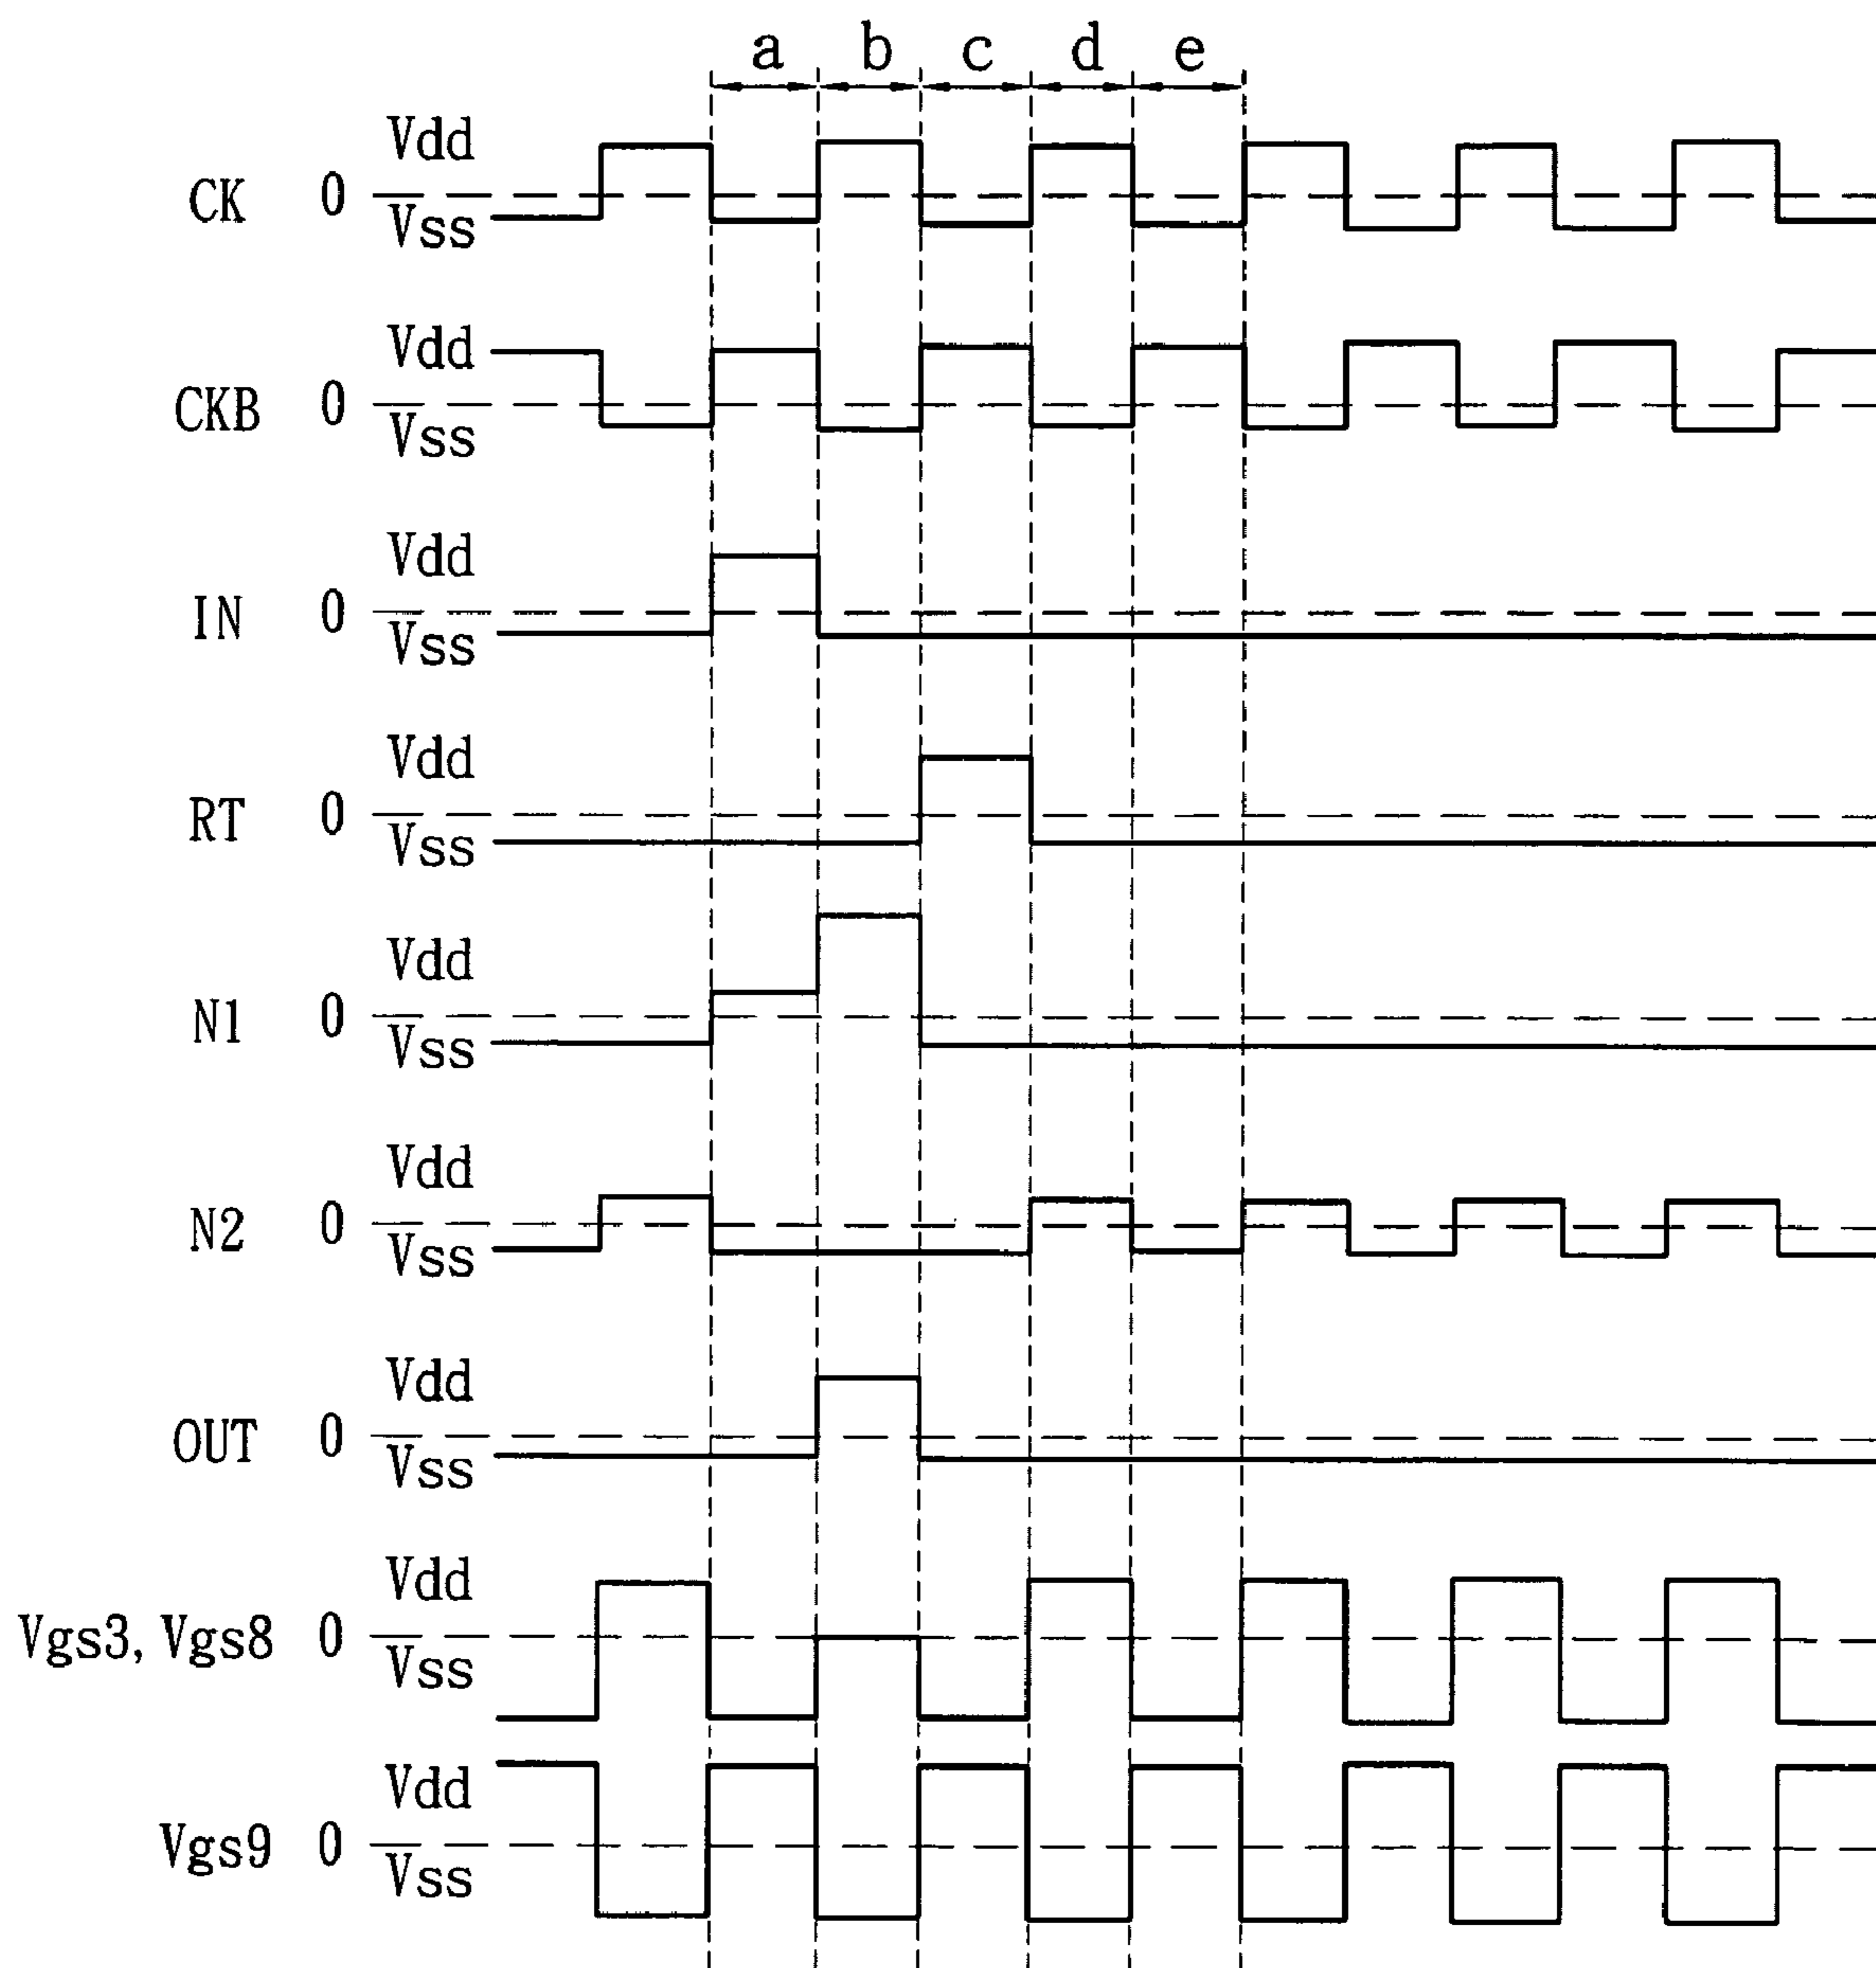 a b c d e
Vdd
CK 0
Vss
Vdd
CKB 0
Vss
Vdd
IN 0
Vss
Vdd
RT 0
Vss
Vdd
N1 0
Vss
Vdd
N2 0
Vss
Vdd
OUT 0
Vss
Vdd
Vgs3, Vgs8 0
Vss
Vdd
Vgs9 0
Vss